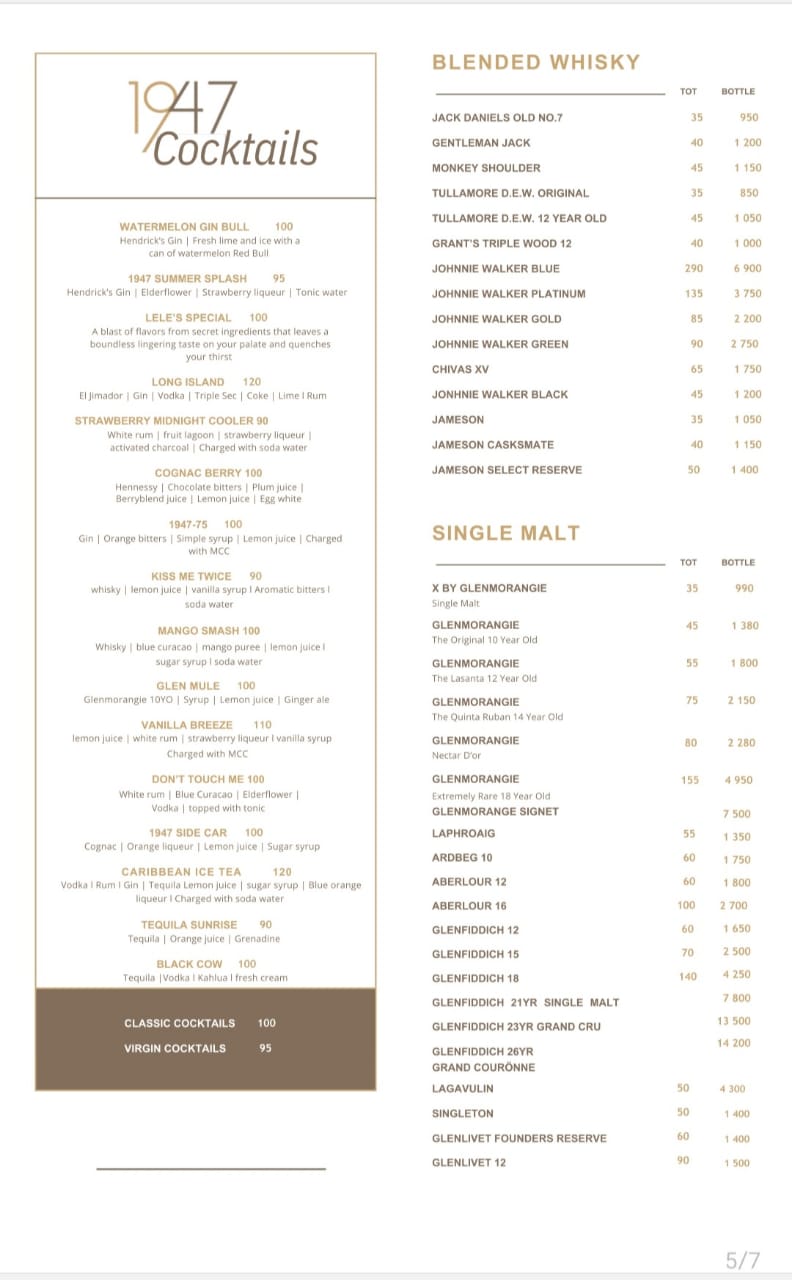 1947
Cocktails
WATERMELON GIN BULL 100
Hendrick's Gin | Fresh lime and ice with a
can of watermelon Red Bull
1947 SUMMER SPLASH 95
Hendrick's Gin | Elderflower | Strawberry liqueur | Tonic water
LELE'S SPECIAL 100
A blast of flavors from secret ingredients that leaves a
boundless lingering taste on your palate and quenches
your thirst
LONG ISLAND 120
El Jimador | Gin | Vodka | Triple Sec | Coke | Lime l Rum
STRAWBERRY MIDNIGHT COOLER 90
White rum | fruit lagoon | strawberry liqueur |
activated charcoal | Charged with soda water
COGNAC BERRY 100
Hennessy | Chocolate bitters | Plum juice |
Berryblend juice | Lemon juice | Egg white
1947-75 100
Gin | Orange bitters | Simple syrup | Lemon juice | Charged
with MCC
KISS ME TWICE 90
whisky | lemon juice | vanilla syrup l Aromatic bitters l
soda water
MANGO SMASH 100
Whisky | blue curacao | mango puree | lemon juice l
sugar syrup l soda water
GLEN MULE 100
Glenmorangie 10YO | Syrup | Lemon juice | Ginger ale
VANILLA BREEZE 110
lemon juice | white rum | strawberry liqueur l vanilla syrup
Charged with MCC
DON'T TOUCH ME 100
White rum | Blue Curacao | Elderflower |
Vodka | topped with tonic
1947 SIDE CAR 100
Cognac | Orange liqueur | Lemon juice | Sugar syrup
CARIBBEAN ICE TEA 120
Vodka l Rum l Gin | Tequila Lemon juice | sugar syrup | Blue orange
liqueur l Charged with soda water
TEQUILA SUNRISE 90
Tequila | Orange juice | Grenadine
BLACK COW 100
Tequila |Vodka l Kahlua l fresh cream
CLASSIC COCKTAILS 100
VIRGIN COCKTAILS 95
BLENDED WHISKY
TOT BOTTLE
JACK DANIELS OLD NO.7 35 950
GENTLEMAN JACK 40 1 200
MONKEY SHOULDER 45 1 150
TULLAMORE D.E.W. ORIGINAL 35 850
TULLAMORE D.E.W. 12 YEAR OLD 45 1 050
GRANT'S TRIPLE WOOD 12 40 1 000
JOHNNIE WALKER BLUE 290 6 900
JOHNNIE WALKER PLATINUM 135 3 750
JOHNNIE WALKER GOLD 85 2 200
JOHNNIE WALKER GREEN 90 2 750
CHIVAS XV 65 1 750
JONHNIE WALKER BLACK 45 1 200
JAMESON 35 1 050
JAMESON CASKSMATE 40 1 150
JAMESON SELECT RESERVE 50 1 400
SINGLE MALT
TOT BOTTLE
X BY GLENMORANGIE 35 990
Single Malt
GLENMORANGIE 45 1 380
The Original 10 Year Old
GLENMORANGIE 55 1 800
The Lasanta 12 Year Old
GLENMORANGIE 75 2 150
The Quinta Ruban 14 Year Old
GLENMORANGIE 80 2 280
Nectar D'or
GLENMORANGIE 155 4 950
Extremely Rare 18 Year Old
GLENMORANGE SIGNET 7 500
LAPHROAIG 55 1 350
ARDBEG 10 60 1 750
ABERLOUR 12 60 1 800
ABERLOUR 16 100 2 700
GLENFIDDICH 12 60 1 650
GLENFIDDICH 15 70 2 500
GLENFIDDICH 18 140 4 250
GLENFIDDICH 21YR SINGLE MALT 7 800
GLENFIDDICH 23YR GRAND CRU 13 500
GLENFIDDICH 26YR 14 200
GRAND COURÖNNE
LAGAVULIN 50 4 300
SINGLETON 50 1 400
GLENLIVET FOUNDERS RESERVE 60 1 400
GLENLIVET 12 90 1 500
5/7